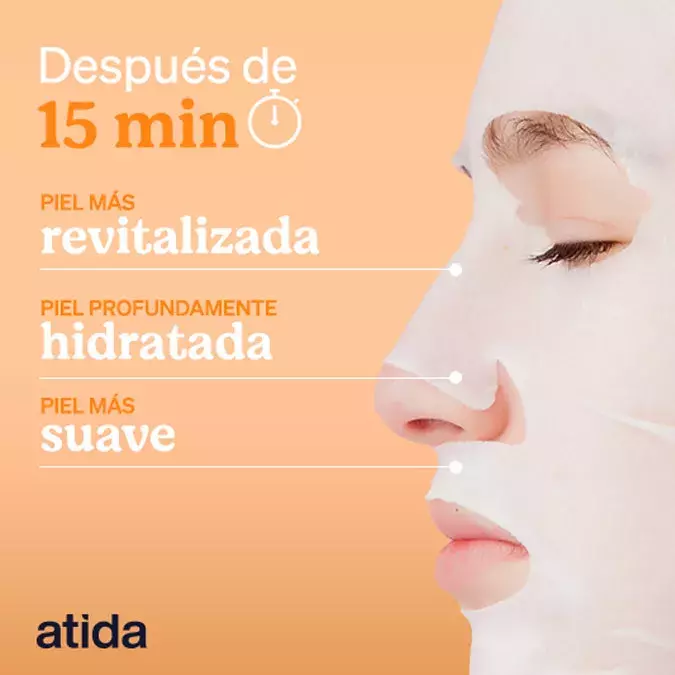 Después de
15 min
PIEL MÁS
revitalizada
PIEL PROFUNDAMENTE
hidratada
PIEL MÁS
suave
atida